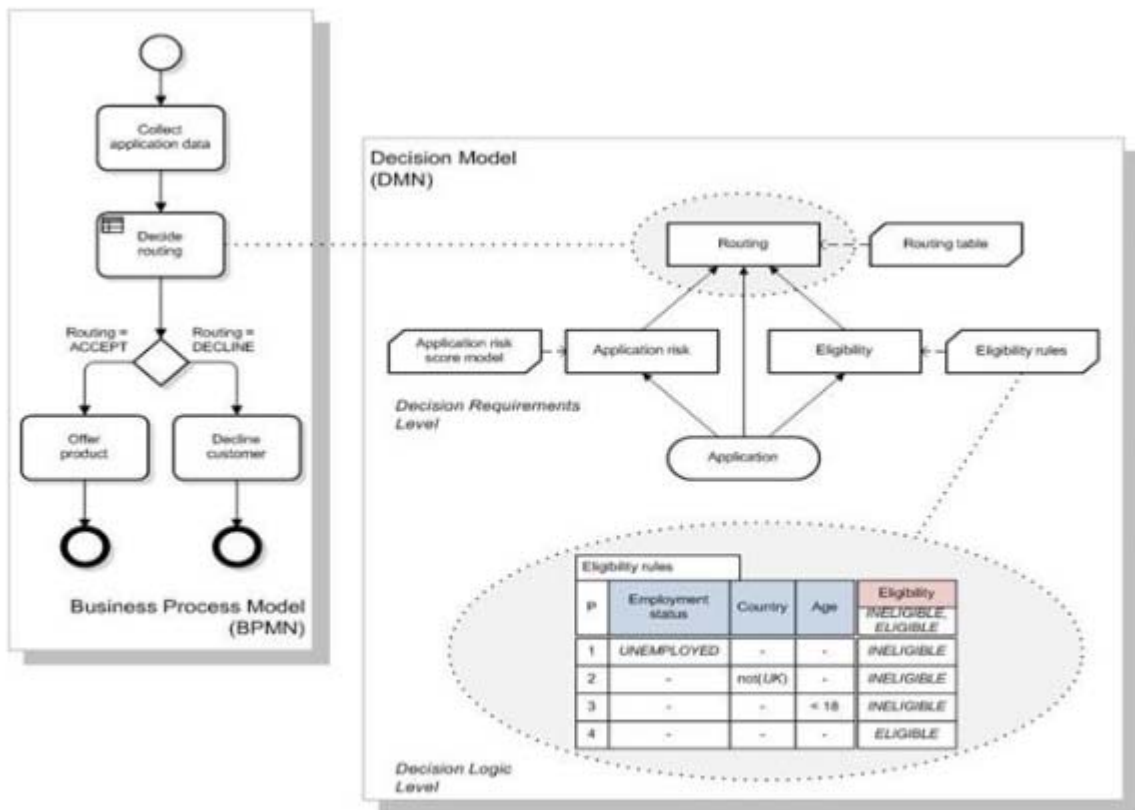 Collect
application data
Decide
routing
Routing =
ACCEPT
Routing =
DECLINE
Offer
product
Decline
customer
Business Process Model
(BPMN)
Decision Model
(DMN)
Routing
Routing table
Application risk
score model
Application risk
Eligibility
Eligibility rules
Decision Requirements
Level
Application
Eligibility rules
P
Employment
status
Country
Age
Eligibility
INELIGIBLE,
ELIGIBLE
1 UNEMPLOYED - - INELIGIBLE
2 - not(UK) - INELIGIBLE
3 - - < 18 INELIGIBLE
4 - - - ELIGIBLE
Decision Logic
Level